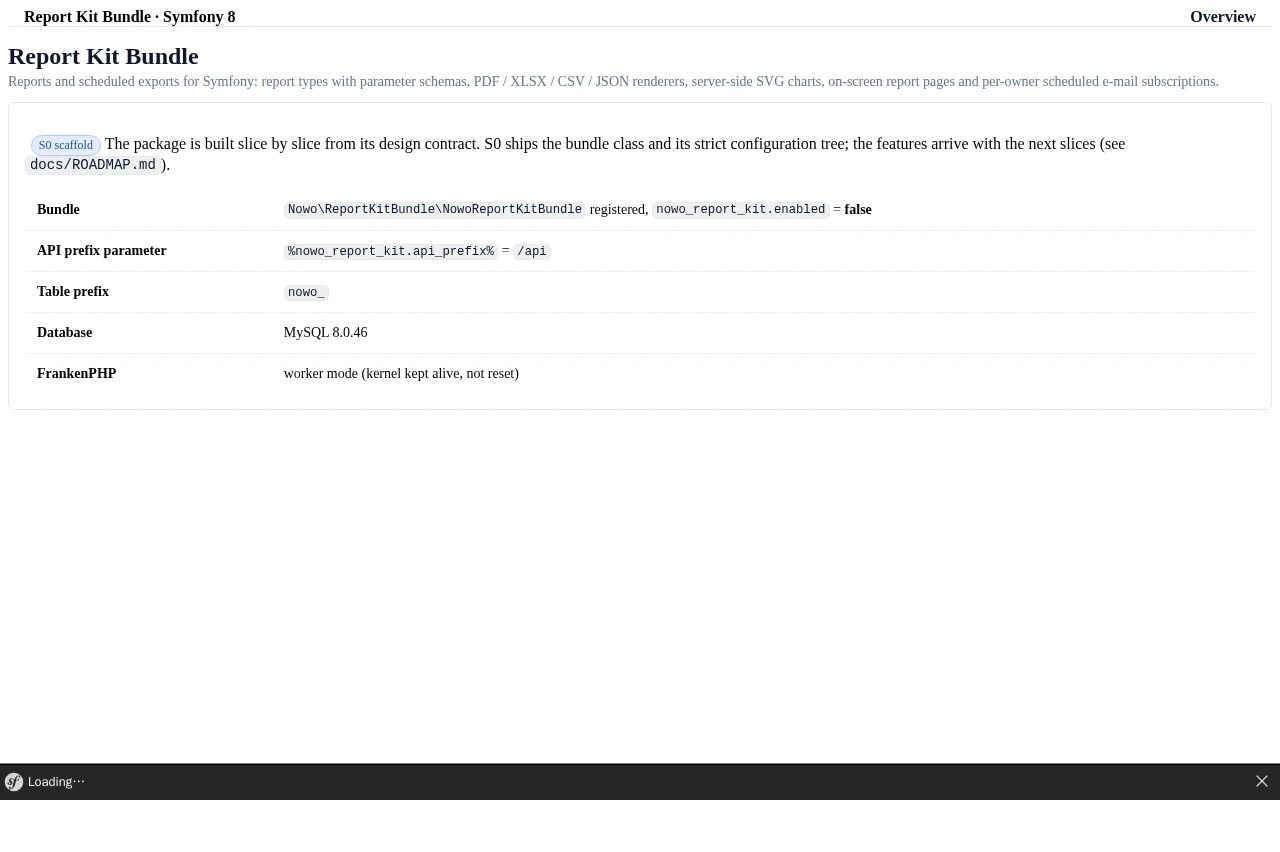 Report Kit Bundle · Symfony 8
Overview
Report Kit Bundle
Reports and scheduled exports for Symfony: report types with parameter schemas, PDF / XLSX / CSV / JSON renderers, server-side SVG charts, on-screen report pages and per-owner scheduled e-mail subscriptions.
S0 scaffold The package is built slice by slice from its design contract. S0 ships the bundle class and its strict configuration tree; the features arrive with the next slices (see
docs/ROADMAP.md ).
Bundle Nowo\ReportKitBundle\NowoReportKitBundle registered, nowo_report_kit.enabled = false
API prefix parameter %nowo_report_kit.api_prefix% = /api
Table prefix nowo_
Database MySQL 8.0.46
FrankenPHP worker mode (kernel kept alive, not reset)
sf Loading···